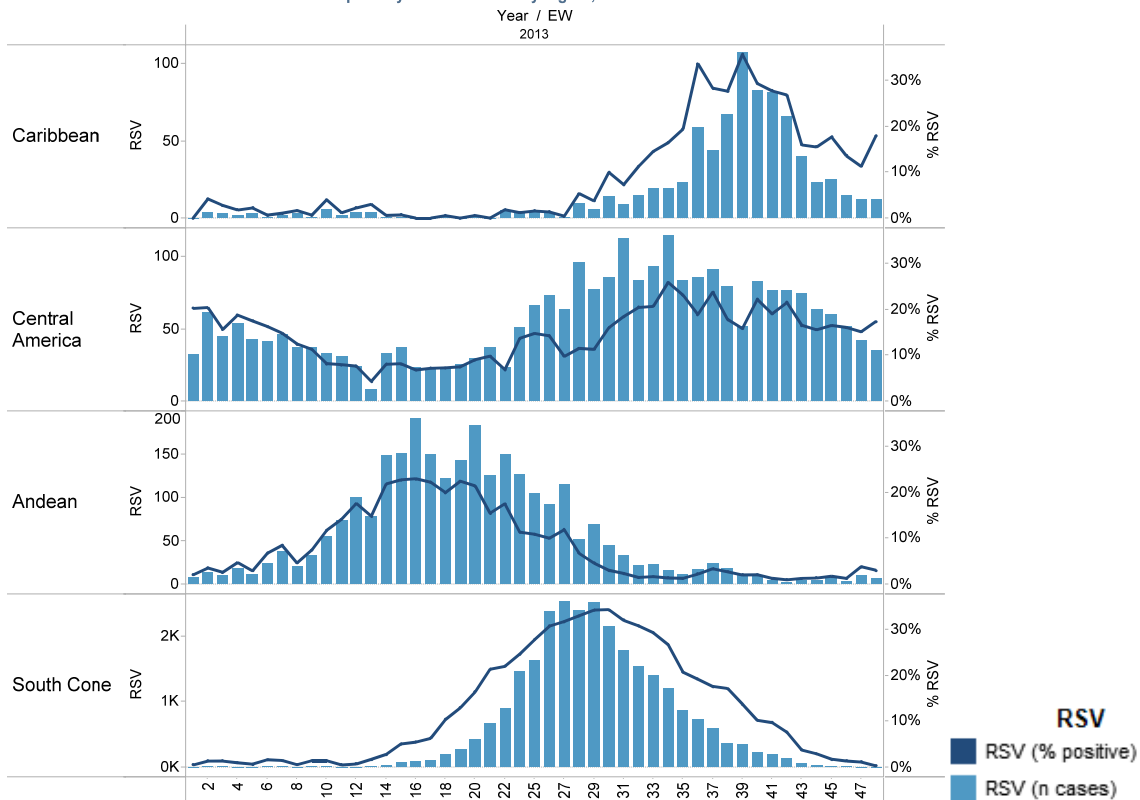 Year / EW
2013
Caribbean
RSV
100
50
0
30%
20%
10%
0%
% RSV
Central
America
RSV
100
50
0
30%
20%
10%
0%
% RSV
Andean
RSV
200
150
100
50
0
30%
20%
10%
0%
% RSV
South Cone
RSV
2K
1K
0K
30%
20%
10%
0%
% RSV
2 4 6 8 10 12 14 16 18 20 22 25 27 29 31 33 35 37 39 41 43 45 47
RSV
RSV (% positive)
RSV (n cases)